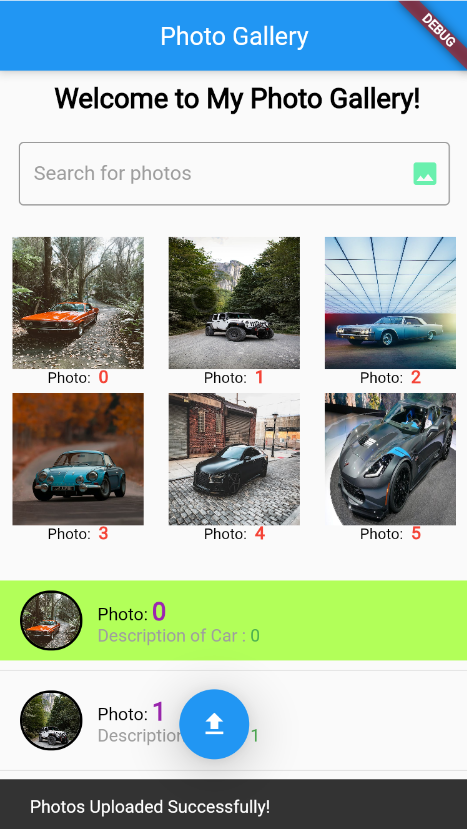 Photo Gallery
DEBUG
Welcome to My Photo Gallery!
Search for photos
Photo: 0
Photo: 1
Photo: 2
Photo: 3
Photo: 4
Photo: 5
Photo: 0
Description of Car : 0
Photo: 1
Description 1
Photos Uploaded Successfully!